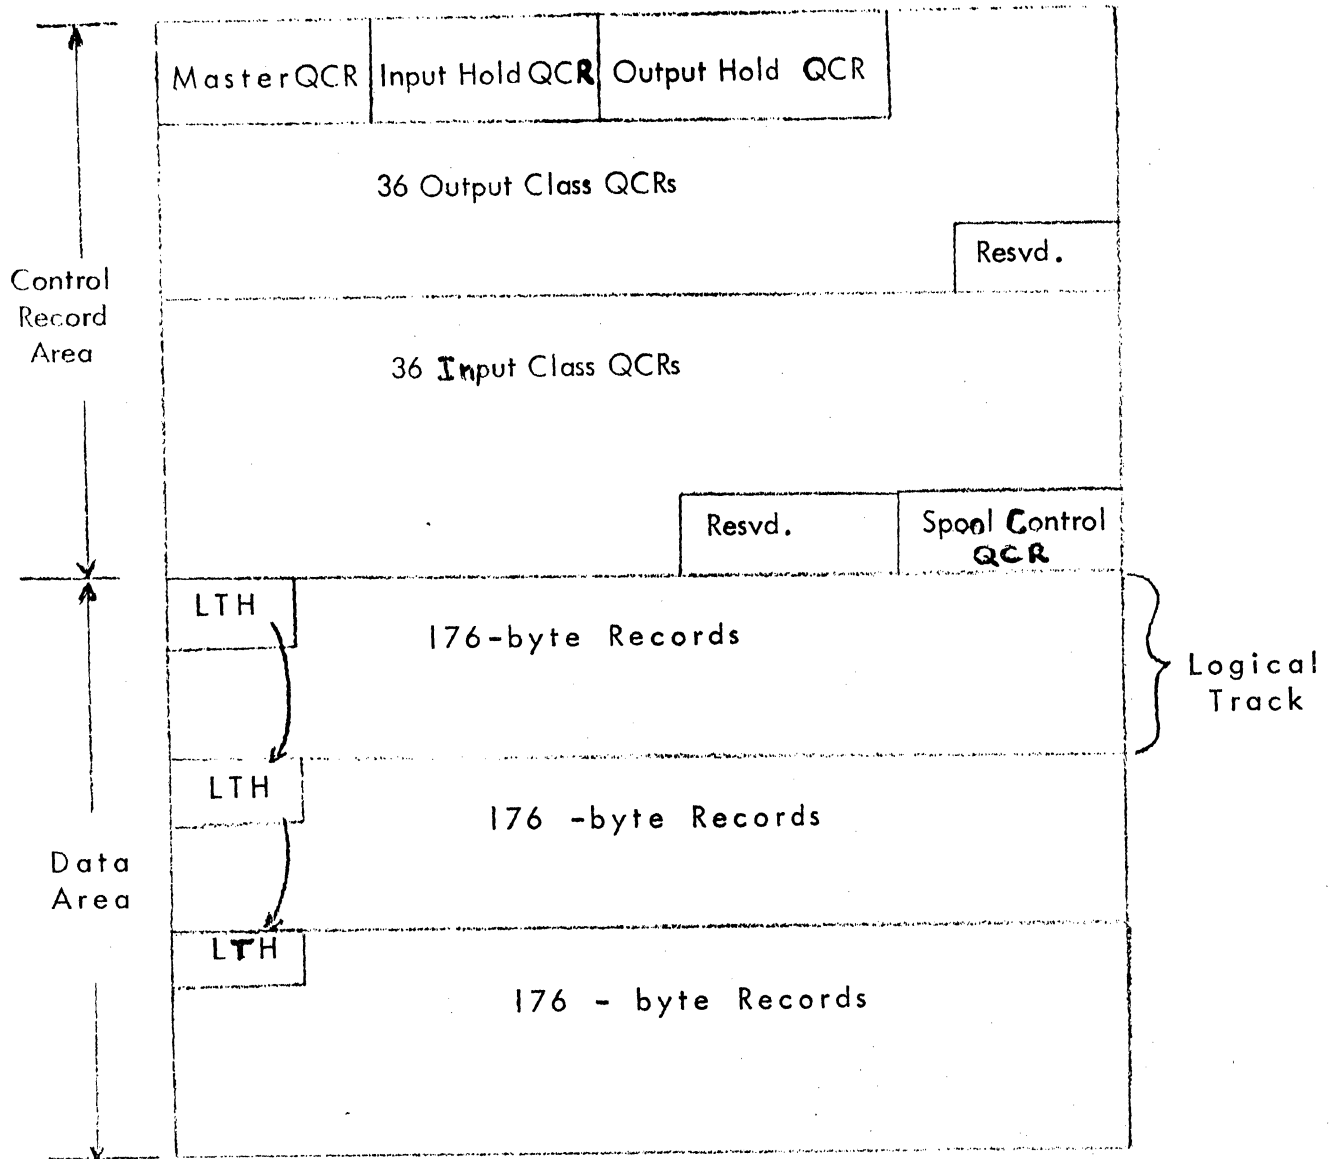 Master QCR
Input Hold QCR
Output Hold QCR
36 Output Class QCRs
Resvd.
Control
Record
Area
36 Input Class QCRs
Resvd.
Spool Control
QCR
LTH
176-byte Records
Logical
Track
LTH
176 -byte Records
Data
Area
LTH
176 - byte Records